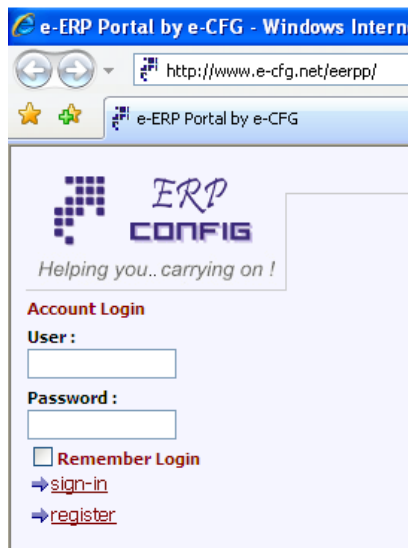 e-ERP Portal by e-CFG - Windows Intern
http://www.e-cfg.net/eerpp/
e-ERP Portal by e-CFG
ERP
CONFIG
Helping you.. carrying on !
Account Login
User :
Password :
Remember Login
sign-in
register